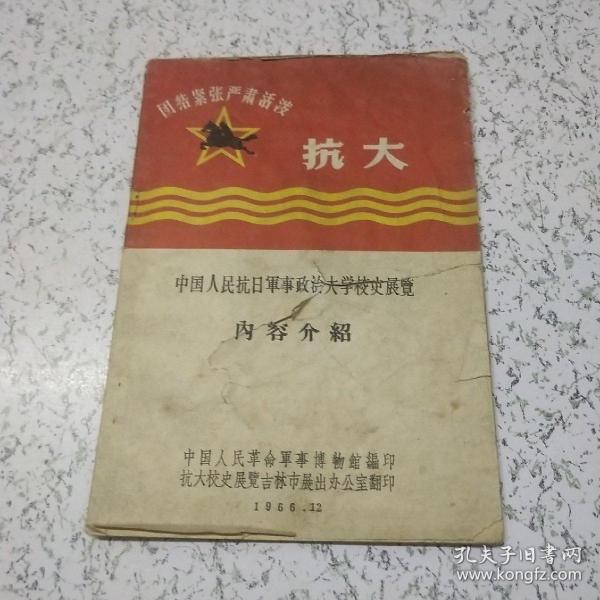 团结紧张严肃活泼
抗大
中国人民抗日軍事政治大学校史展覽
内容介紹
中国人民革命軍事博物館編印
抗大校史展覽吉林市展出办公室翻印
1966.12
孔夫子旧书网
www.kongfz.com